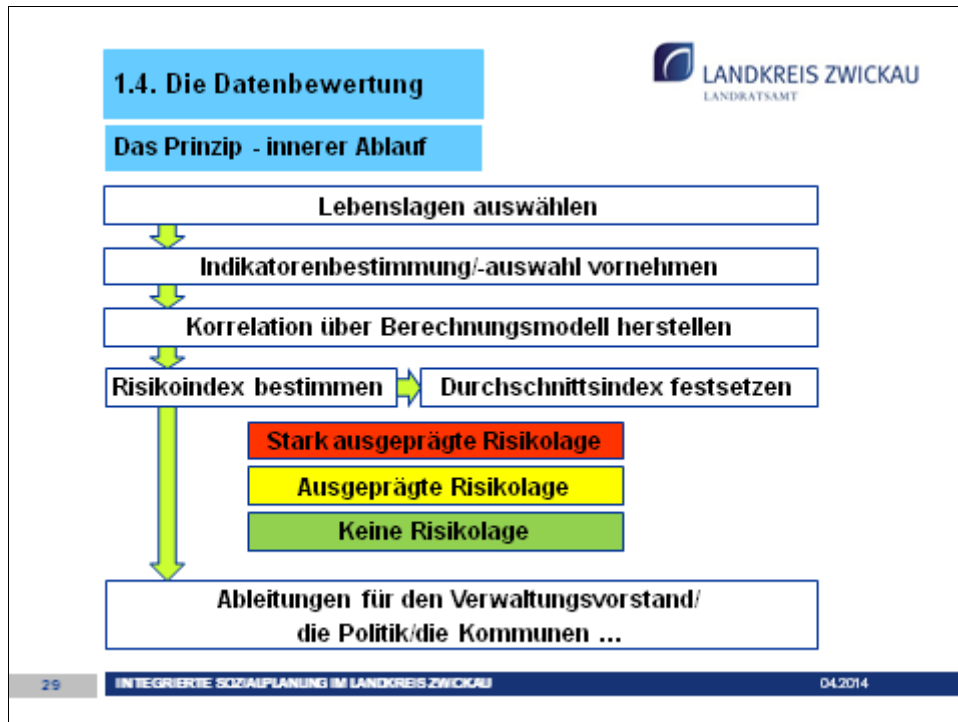 1.4. Die Datenbewertung
LANDKREIS ZWICKAU
LANDRATSAMT
Das Prinzip - innerer Ablauf
Lebenslagen auswählen
Indikatorenbestimmung/-auswahl vornehmen
Korrelation über Berechnungsmodell herstellen
Risikoindex bestimmen
Durchschnittsindex festsetzen
Stark ausgeprägte Risikolage
Ausgeprägte Risikolage
Keine Risikolage
Ableitungen für den Verwaltungsvorstand/
die Politik/die Kommunen ...
29
INTEGRIERTE SOZIALPLANUNG IM LANDKREIS ZWICKAU
04.2014